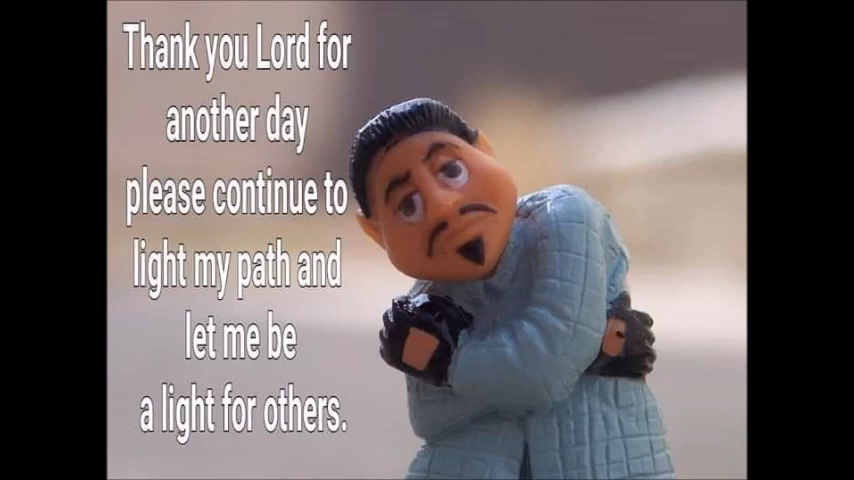 Thank you Lord for
another day
please continue to
light my path and
let me be
a light for others.